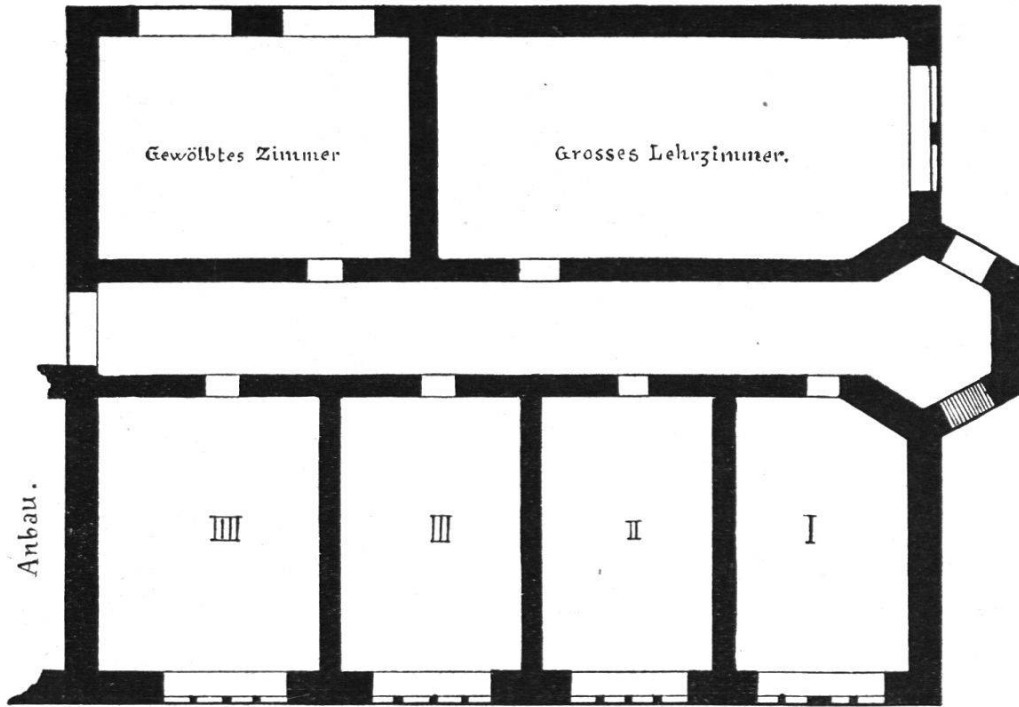 Gewölbtes Zimmer
Grosses Lehrzimmer.
Anbau.
IIII
III
II
I